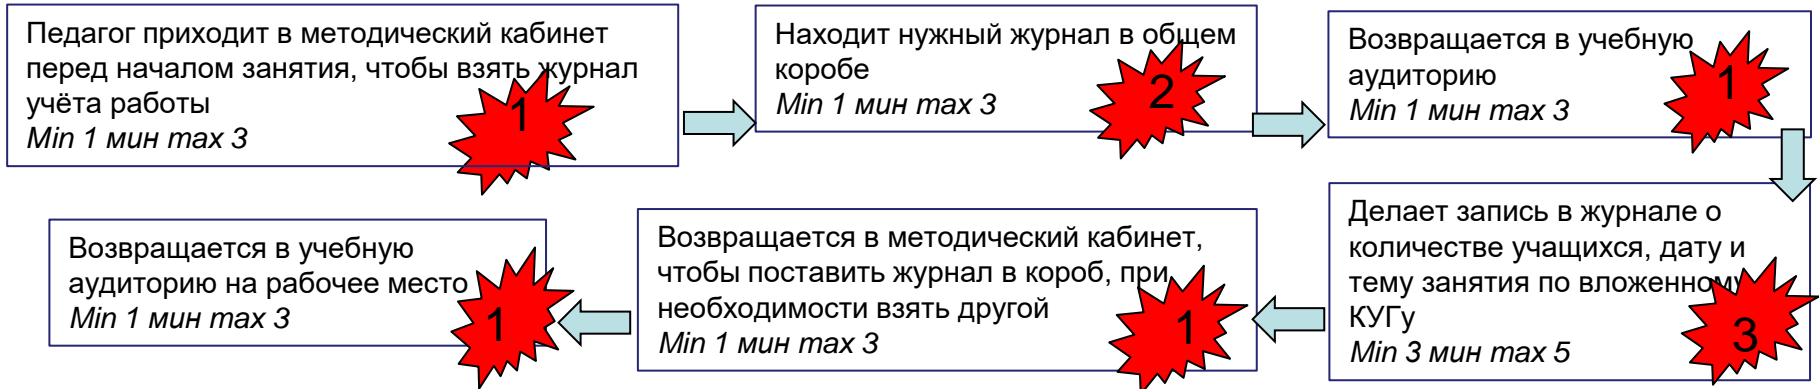 Педагог приходит в методический кабинет
перед началом занятия, чтобы взять журнал
учёта работы
Min 1 мин max 3
1
Находит нужный журнал в общем
коробе
Min 1 мин max 3
2
Возвращается в учебную
аудиторию
Min 1 мин max 3
1
Делает запись в журнале о
количестве учащихся, дату и
тему занятия по вложенному
КУГу
Min 3 мин max 5
3
Возвращается в методический кабинет,
чтобы поставить журнал в короб, при
необходимости взять другой
Min 1 мин max 3
1
Возвращается в учебную
аудиторию на рабочее место
Min 1 мин max 3
1